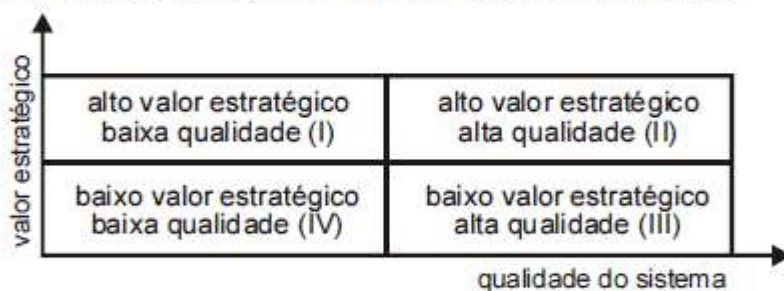 valor estratégico
alto valor estratégico
baixa qualidade (I)
alto valor estratégico
alta qualidade (II)
baixo valor estratégico
baixa qualidade (IV)
baixo valor estratégico
alta qualidade (III)
qualidade do sistema